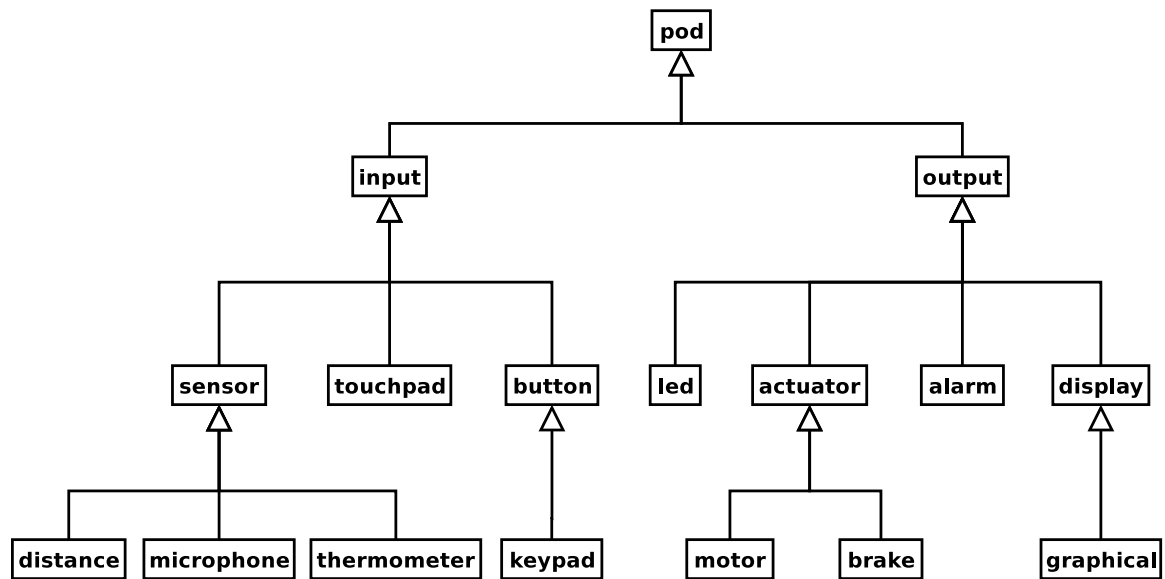 pod
input
output
sensor
touchpad
button
led
actuator
alarm
display
distance
microphone
thermometer
keypad
motor
brake
graphical